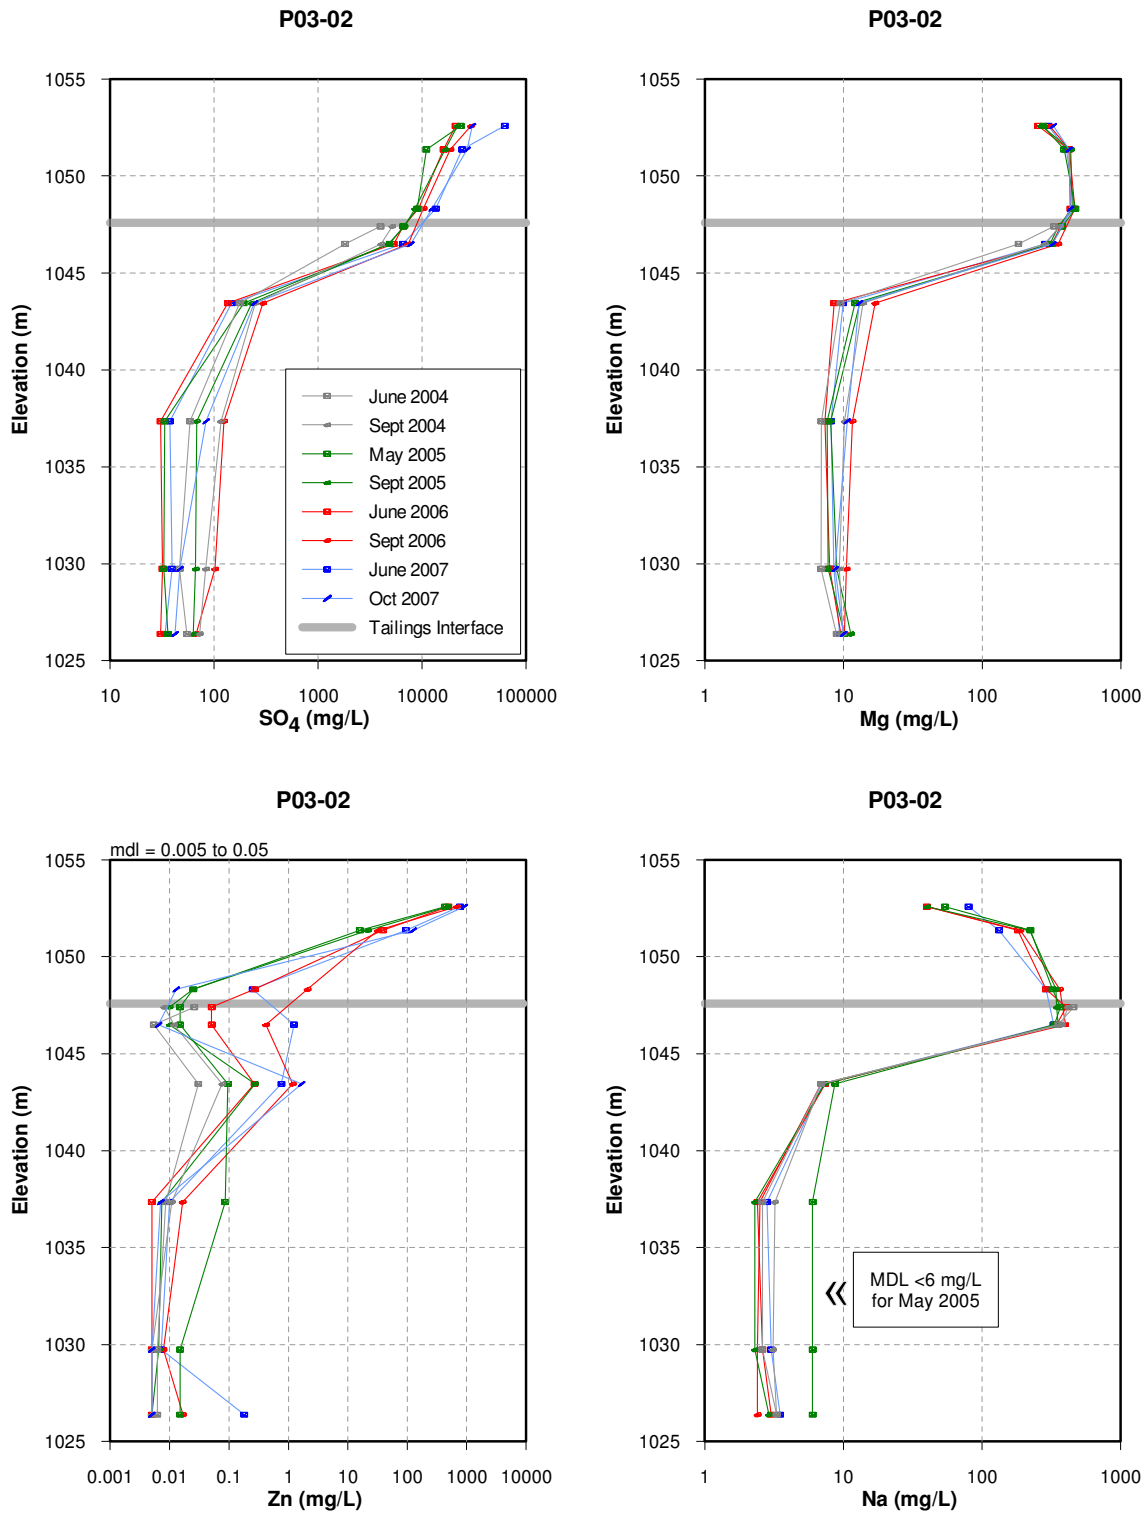 P03-02
1055
1050
1045
1040
1035
1030
1025
Elevation (m)
10 100 1000 10000 100000
SO4 (mg/L)
June 2004
Sept 2004
May 2005
Sept 2005
June 2006
Sept 2006
June 2007
Oct 2007
Tailings Interface
P03-02
1055
1050
1045
1040
1035
1030
1025
Elevation (m)
1 10 100 1000
Mg (mg/L)
P03-02
mdl = 0.005 to 0.05
1055
1050
1045
1040
1035
1030
1025
Elevation (m)
0.001 0.01 0.1 1 10 100 1000 10000
Zn (mg/L)
P03-02
1055
1050
1045
1040
1035
1030
1025
Elevation (m)
«
MDL <6 mg/L
for May 2005
1 10 100 1000
Na (mg/L)